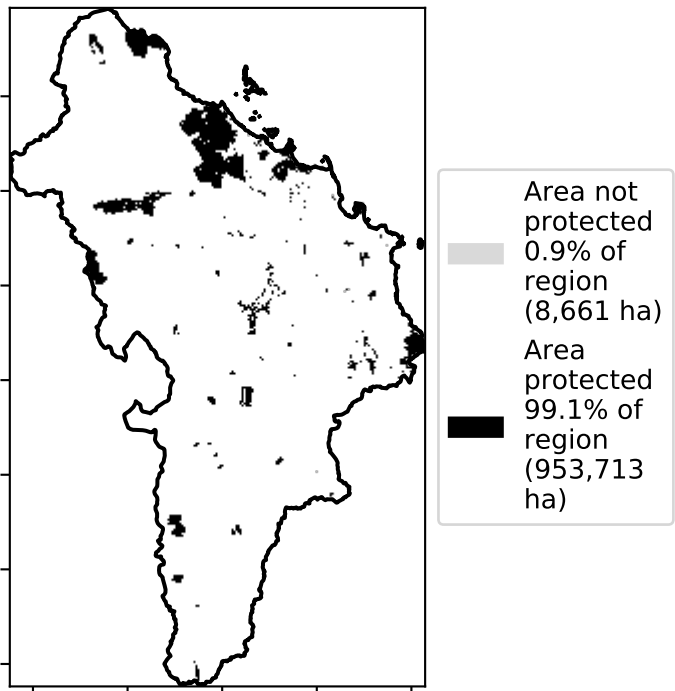 Area not
protected
0.9% of
region
(8,661 ha)
Area
protected
99.1% of
region
(953,713
ha)